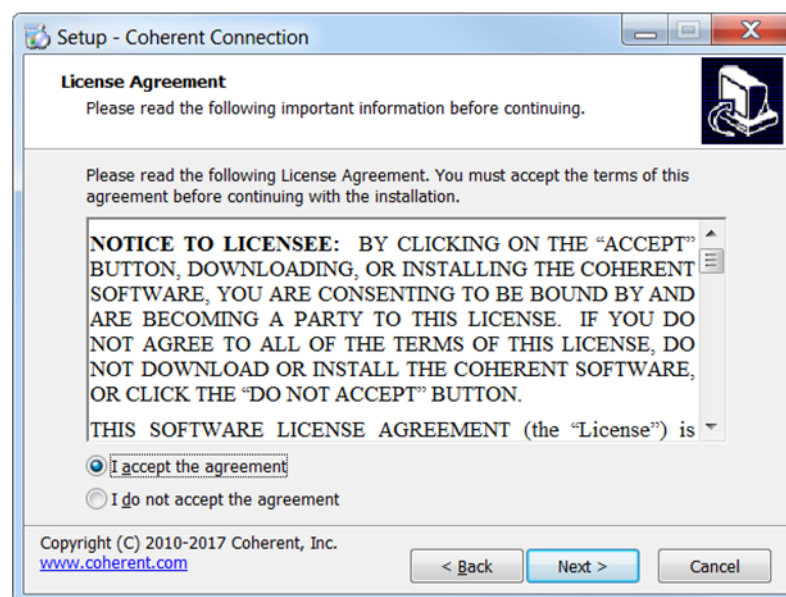 Setup - Coherent Connection
License Agreement
Please read the following important information before continuing.
Please read the following License Agreement. You must accept the terms of this
agreement before continuing with the installation.
NOTICE TO LICENSEE: BY CLICKING ON THE “ACCEPT”
BUTTON, DOWNLOADING, OR INSTALLING THE COHERENT
SOFTWARE, YOU ARE CONSENTING TO BE BOUND BY AND
ARE BECOMING A PARTY TO THIS LICENSE. IF YOU DO
NOT AGREE TO ALL OF THE TERMS OF THIS LICENSE, DO
NOT DOWNLOAD OR INSTALL THE COHERENT SOFTWARE,
OR CLICK THE “DO NOT ACCEPT” BUTTON.
THIS SOFTWARE LICENSE AGREEMENT (the “License”) is
I accept the agreement
I do not accept the agreement
Copyright (C) 2010-2017 Coherent, Inc.
www.coherent.com
< Back
Next >
Cancel